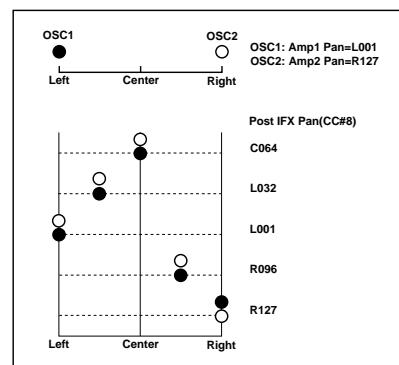 OSC1 OSC2
OSC1: Amp1 Pan=L001
OSC2: Amp2 Pan=R127
Left Center Right
Post IFX Pan(CC#8)
C064
L032
L001
R096
R127
Left Center Right